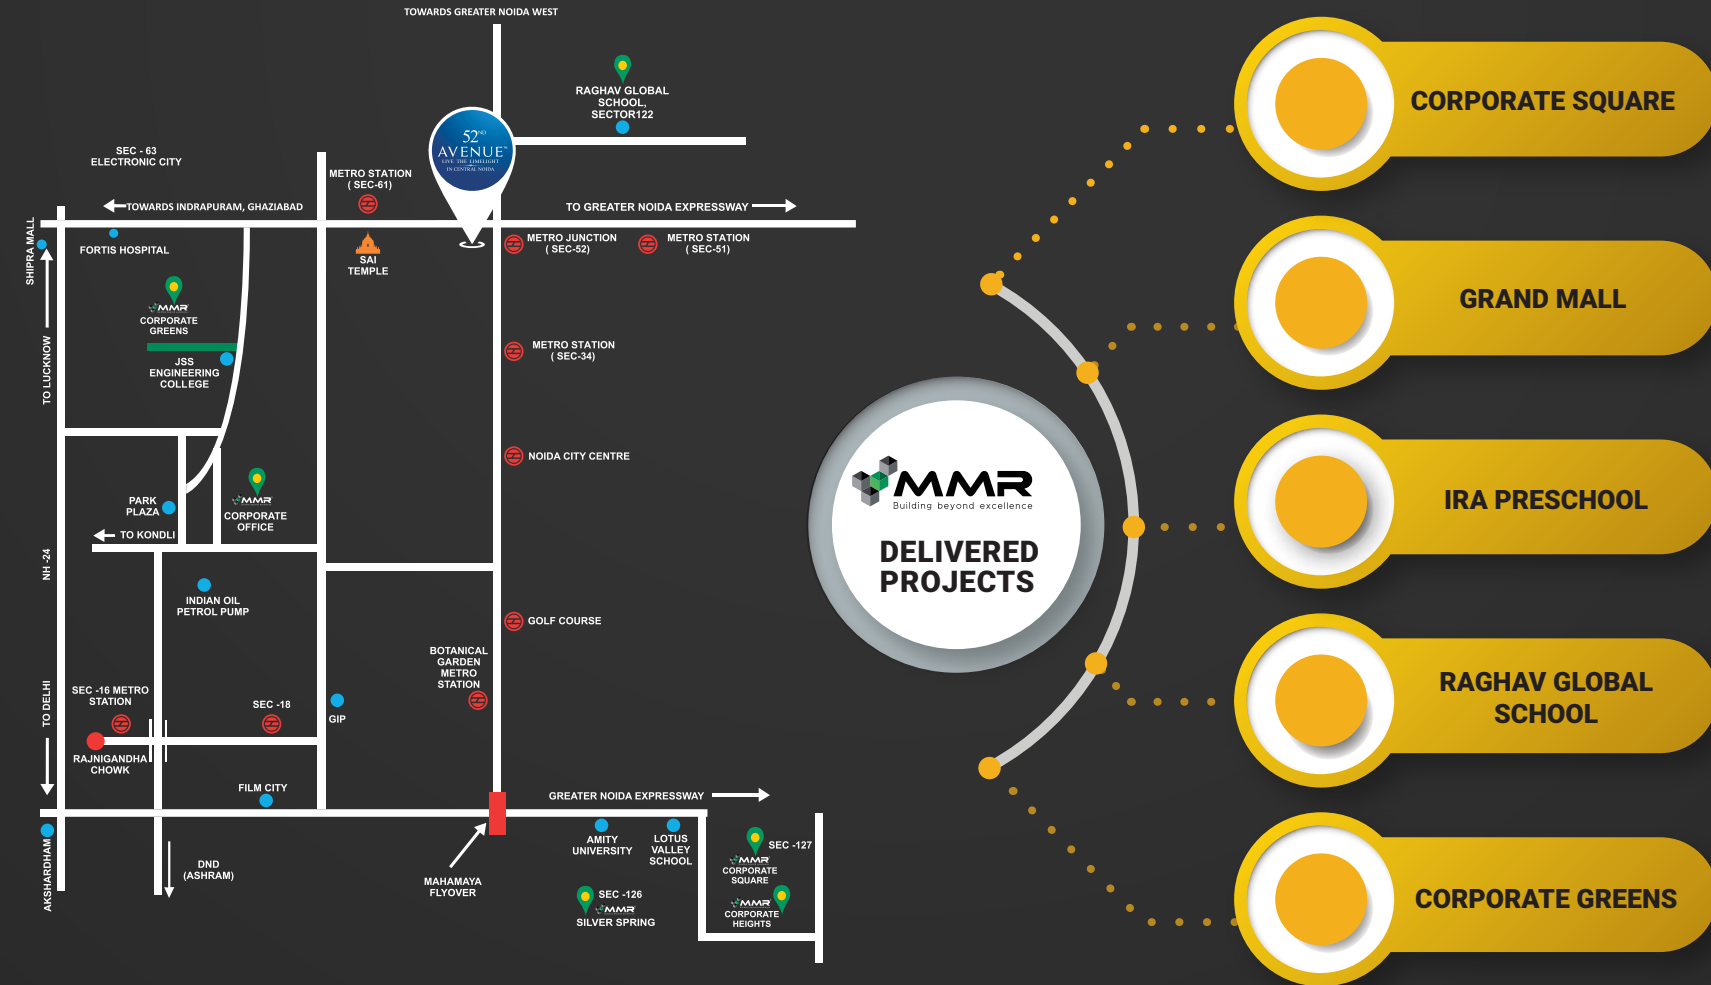 TOWARDS GREATER NOIDA WEST
RAGHAV GLOBAL
SCHOOL,
SECTOR122
52ND
AVENUE™
LIVE THE LIMELIGHT
IN CENTRAL NOIDA
SEC - 63
ELECTRONIC CITY
METRO STATION
( SEC-61)
TOWARDS INDRAPURAM, GHAZIABAD
TO GREATER NOIDA EXPRESSWAY
SHIPRA MALL
FORTIS HOSPITAL
SAI
TEMPLE
METRO JUNCTION
( SEC-52)
METRO STATION
( SEC-51)
MMR
CORPORATE
GREENS
TO LUCKNOW
JSS
ENGINEERING
COLLEGE
METRO STATION
( SEC-34)
NOIDA CITY CENTRE
PARK
PLAZA
MMR
CORPORATE
OFFICE
TO KONDLI
NH -24
INDIAN OIL
PETROL PUMP
GOLF COURSE
BOTANICAL
GARDEN
METRO
STATION
TO DELHI
SEC -16 METRO
STATION
SEC -18
GIP
RAJNIGANDHA
CHOWK
FILM CITY
GREATER NOIDA EXPRESSWAY
AKSHARDHAM
DND
(ASHRAM)
MAHAMAYA
FLYOVER
AMITY
UNIVERSITY
LOTUS
VALLEY
SCHOOL
SEC -127
MMR
CORPORATE
SQUARE
SEC -126
MMR
SILVER SPRING
MMR
CORPORATE
HEIGHTS
MMR
Building beyond excellence
DELIVERED
PROJECTS
CORPORATE SQUARE
GRAND MALL
IRA PRESCHOOL
RAGHAV GLOBAL
SCHOOL
CORPORATE GREENS